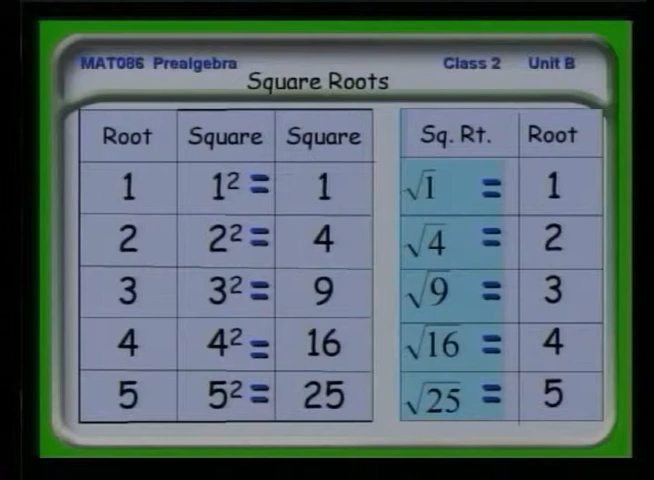 MAT086 Prealgebra Class 2 Unit B
Square Roots
Root Square Square Sq. Rt. Root
1 1² = 1 √1 = 1
2 2² = 4 √4 = 2
3 3² = 9 √9 = 3
4 4² = 16 √16 = 4
5 5² = 25 √25 = 5